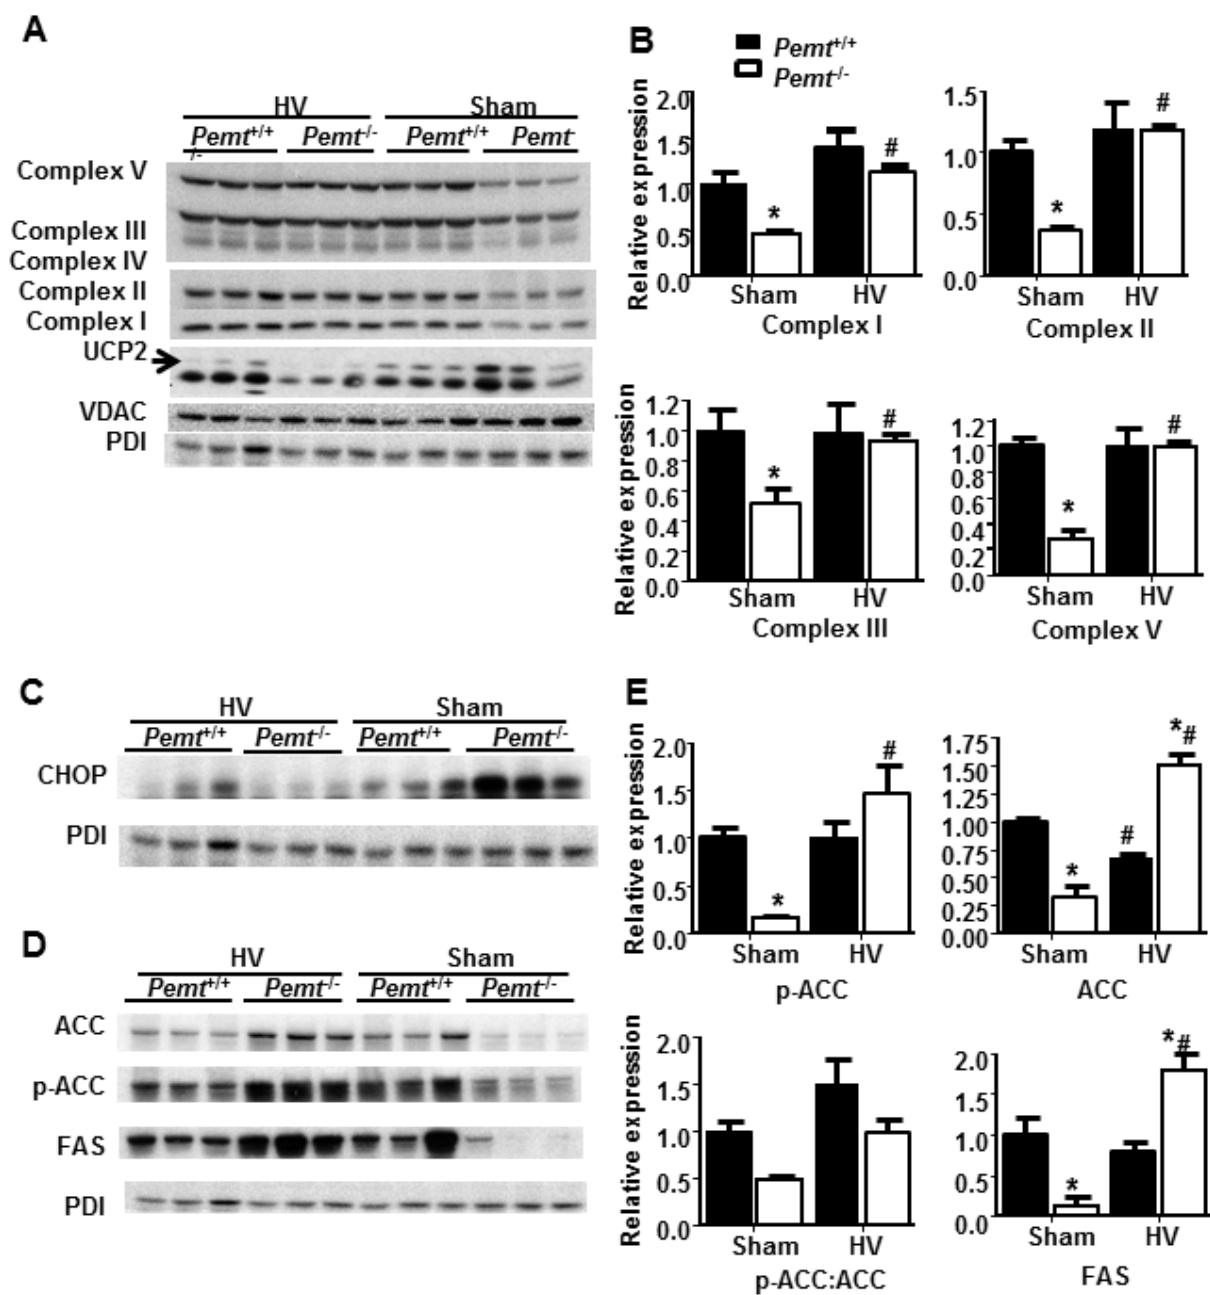 A
HV Sham
Pemt+/+ Pemt-/- Pemt+/+ Pemt-
/-
Complex V
Complex III
Complex IV
Complex II
Complex I
UCP2
VDAC
PDI
B
Pemt+/+
Pemt-/-
Relative expression
2.0
1.5
1.0
0.5
0.0
*
#
Sham HV
Complex I
1.5
1.0
0.5
0.0
*
#
Sham HV
Complex II
Relative expression
1.2
1.0
0.8
0.6
0.4
0.2
0.0
*
#
Sham HV
Complex III
1.2
1.0
0.8
0.6
0.4
0.2
0.0
*
#
Sham HV
Complex V
C
HV Sham
Pemt+/+ Pemt-/- Pemt+/+ Pemt-/-
CHOP
PDI
D
HV Sham
Pemt+/+ Pemt-/- Pemt+/+ Pemt-/-
ACC
p-ACC
FAS
PDI
E
Relative expression
2.0
1.5
1.0
0.5
0.0
*
#
Sham HV
p-ACC
1.75
1.50
1.25
1.00
0.75
0.50
0.25
0.00
*
#
*#
Sham HV
ACC
Relative expression
2.0
1.5
1.0
0.5
0.0
Sham HV
p-ACC:ACC
2.0
1.5
1.0
0.5
0.0
*
*#
Sham HV
FAS